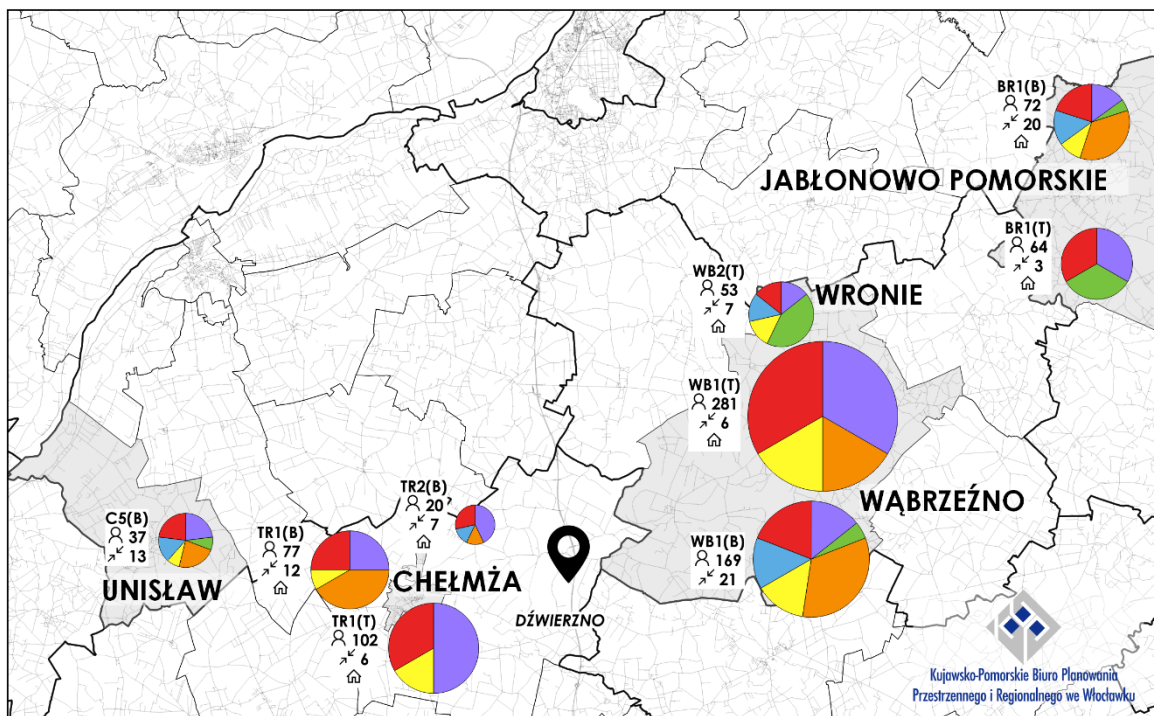 BR1(B)
72
20
JABŁONOWO POMORSKIE
BR1(T)
64
3
WB2(T)
53
7
WRONIE
WB1(T)
281
6
WĄBRZEŹNO
WB1(B)
169
21
TR2(B)
20
7
C5(B)
37
13
UNISŁAW
TR1(B)
77
12
CHEŁMŻA
TR1(T)
102
6
DŹWIERZNO
Kujawsko-Pomorskie Biuro Planowania
Przestrzennego i Regionalnego we Włocławku